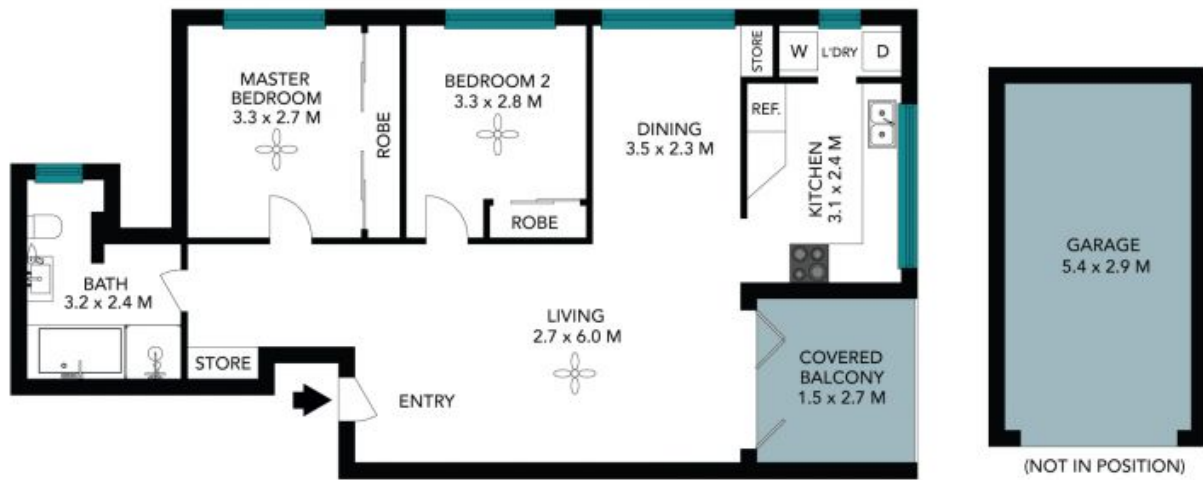 MASTER
BEDROOM
3.3 x 2.7 M
ROBE
BEDROOM 2
3.3 x 2.8 M
ROBE
DINING
3.5 x 2.3 M
STORE
W
L'DRY
D
REF.
KITCHEN
3.1 x 2.4 M
BATH
3.2 x 2.4 M
STORE
ENTRY
LIVING
2.7 x 6.0 M
COVERED
BALCONY
1.5 x 2.7 M
GARAGE
5.4 x 2.9 M
(NOT IN POSITION)